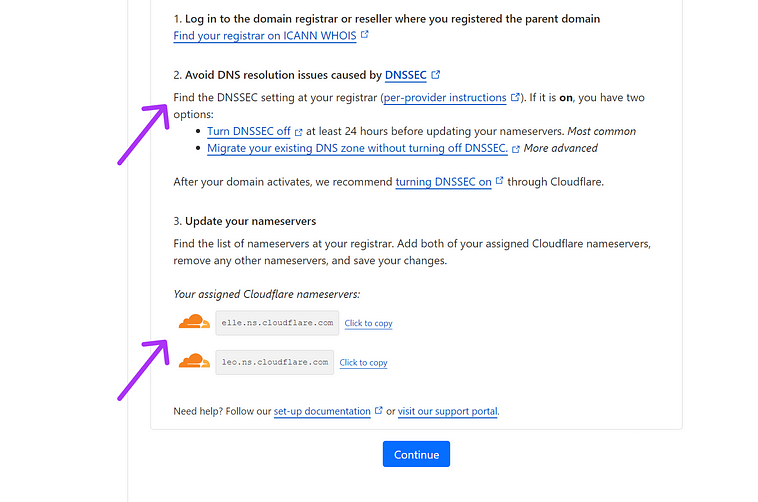 1. Log in to the domain registrar or reseller where you registered the parent domain
Find your registrar on ICANN WHOIS
2. Avoid DNS resolution issues caused by DNSSEC
Find the DNSSEC setting at your registrar (per-provider instructions). If it is on, you have two
options:
• Turn DNSSEC off at least 24 hours before updating your nameservers. Most common
• Migrate your existing DNS zone without turning off DNSSEC. More advanced
After your domain activates, we recommend turning DNSSEC on through Cloudflare.
3. Update your nameservers
Find the list of nameservers at your registrar. Add both of your assigned Cloudflare nameservers,
remove any other nameservers, and save your changes.
Your assigned Cloudflare nameservers:
elle.ns.cloudflare.com Click to copy
leo.ns.cloudflare.com Click to copy
Need help? Follow our set-up documentation or visit our support portal.
Continue